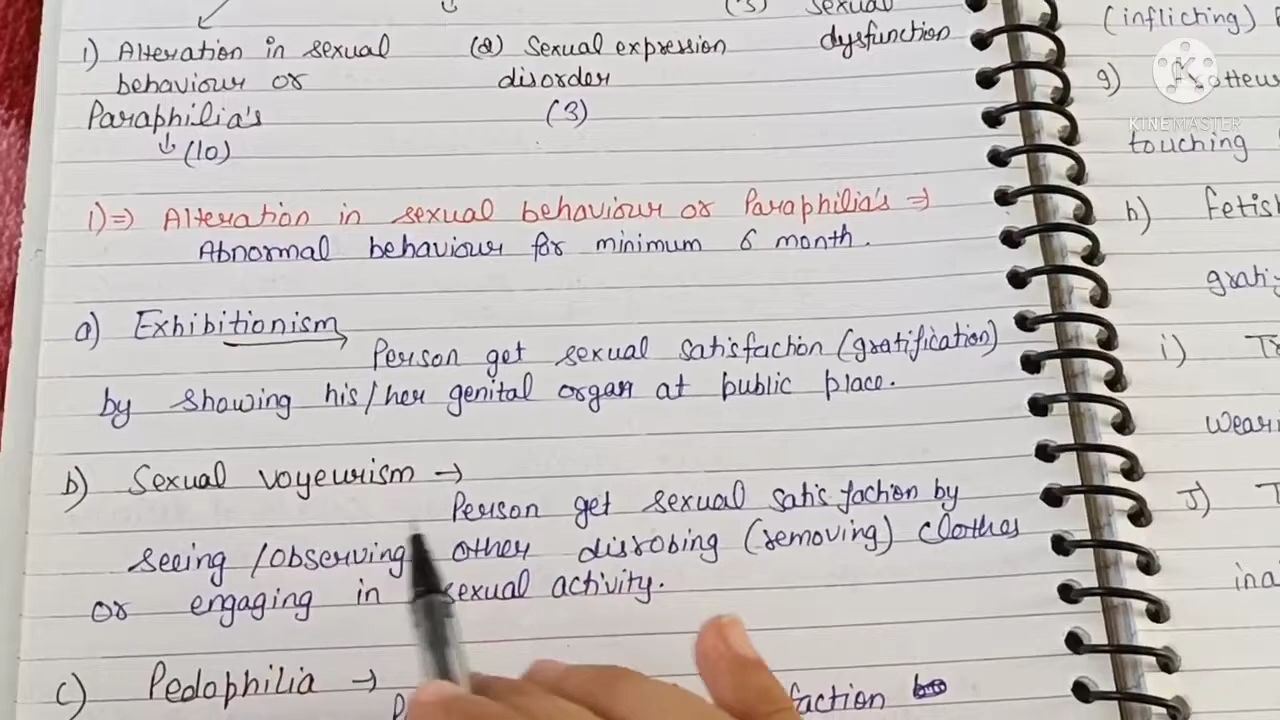 (3) sexual
dysfunction
1) Alteration in sexual
behaviour or
Paraphilia's
↓ (10)
(2) Sexual expression
disorder
(3)
1) ⇒ Alteration in sexual behaviour or Paraphilia's ⇒
Abnormal behaviour for minimum 6 month.
a) Exhibitionism →
Person get sexual satisfaction (gratification)
by showing his/her genital organ at public place.
b) Sexual voyeurism →
Person get sexual satisfaction by
seeing /observing other disrobing (removing) clothes
or engaging in sexual activity.
c) Pedophilia →
faction
(inflicting)
g)
touching
h)
i)
J)
KINEMASTER